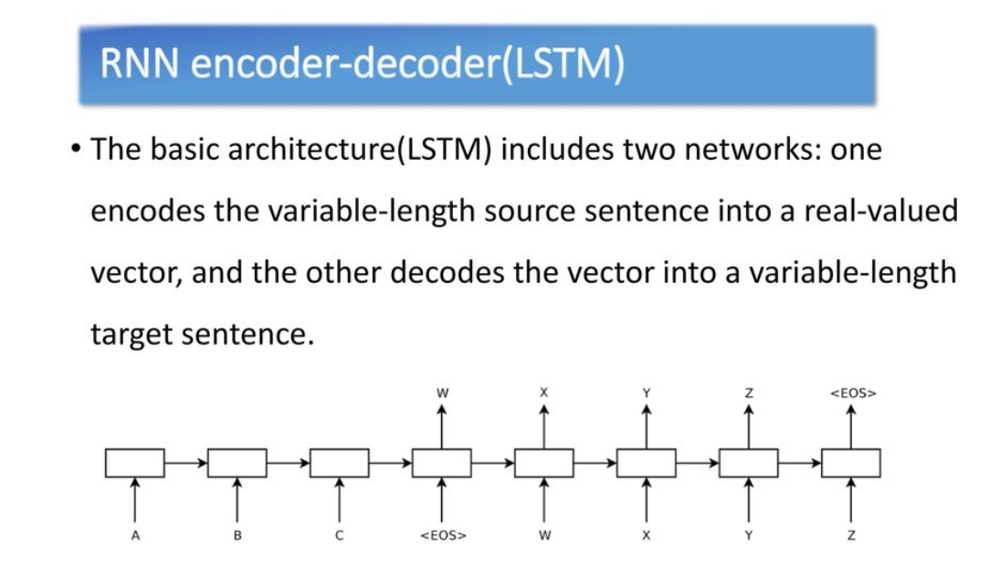 RNN encoder-decoder(LSTM)
• The basic architecture(LSTM) includes two networks: one
encodes the variable-length source sentence into a real-valued
vector, and the other decodes the vector into a variable-length
target sentence.
W X Y Z <EOS>
A B C <EOS> W X Y Z